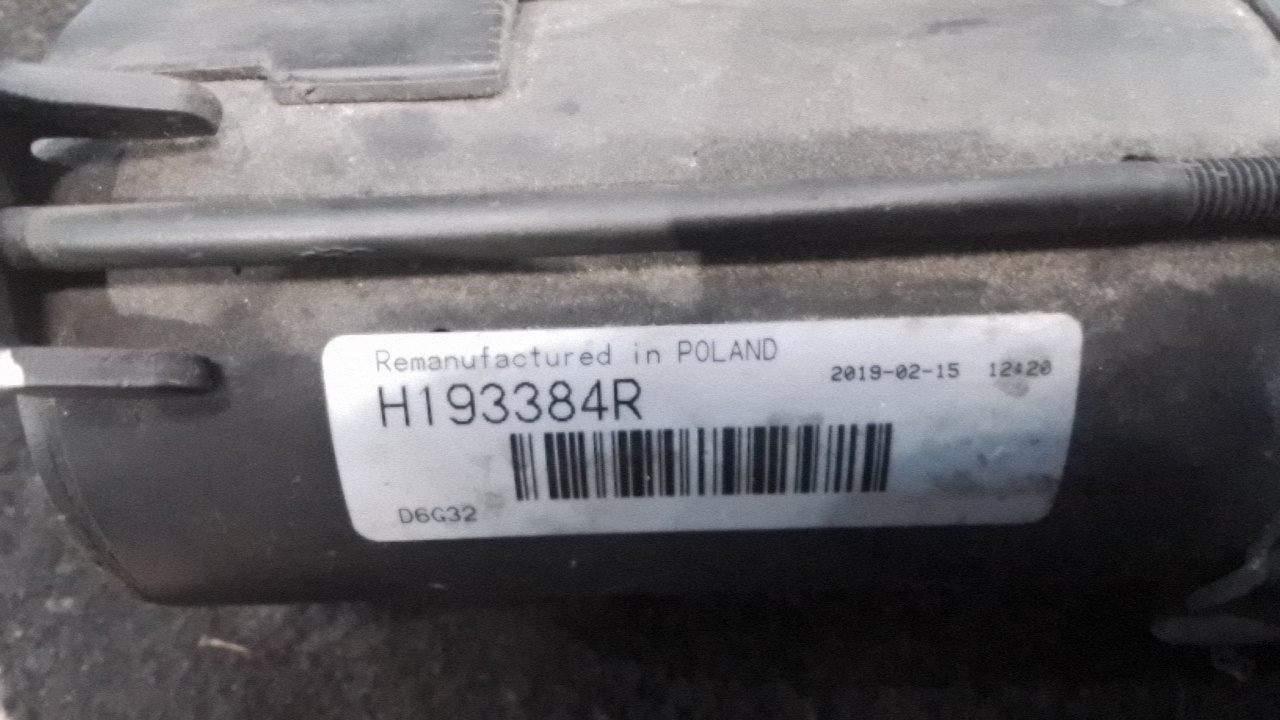 Remanufactured in POLAND
2019-02-15 12:20
H193384R
D6G32